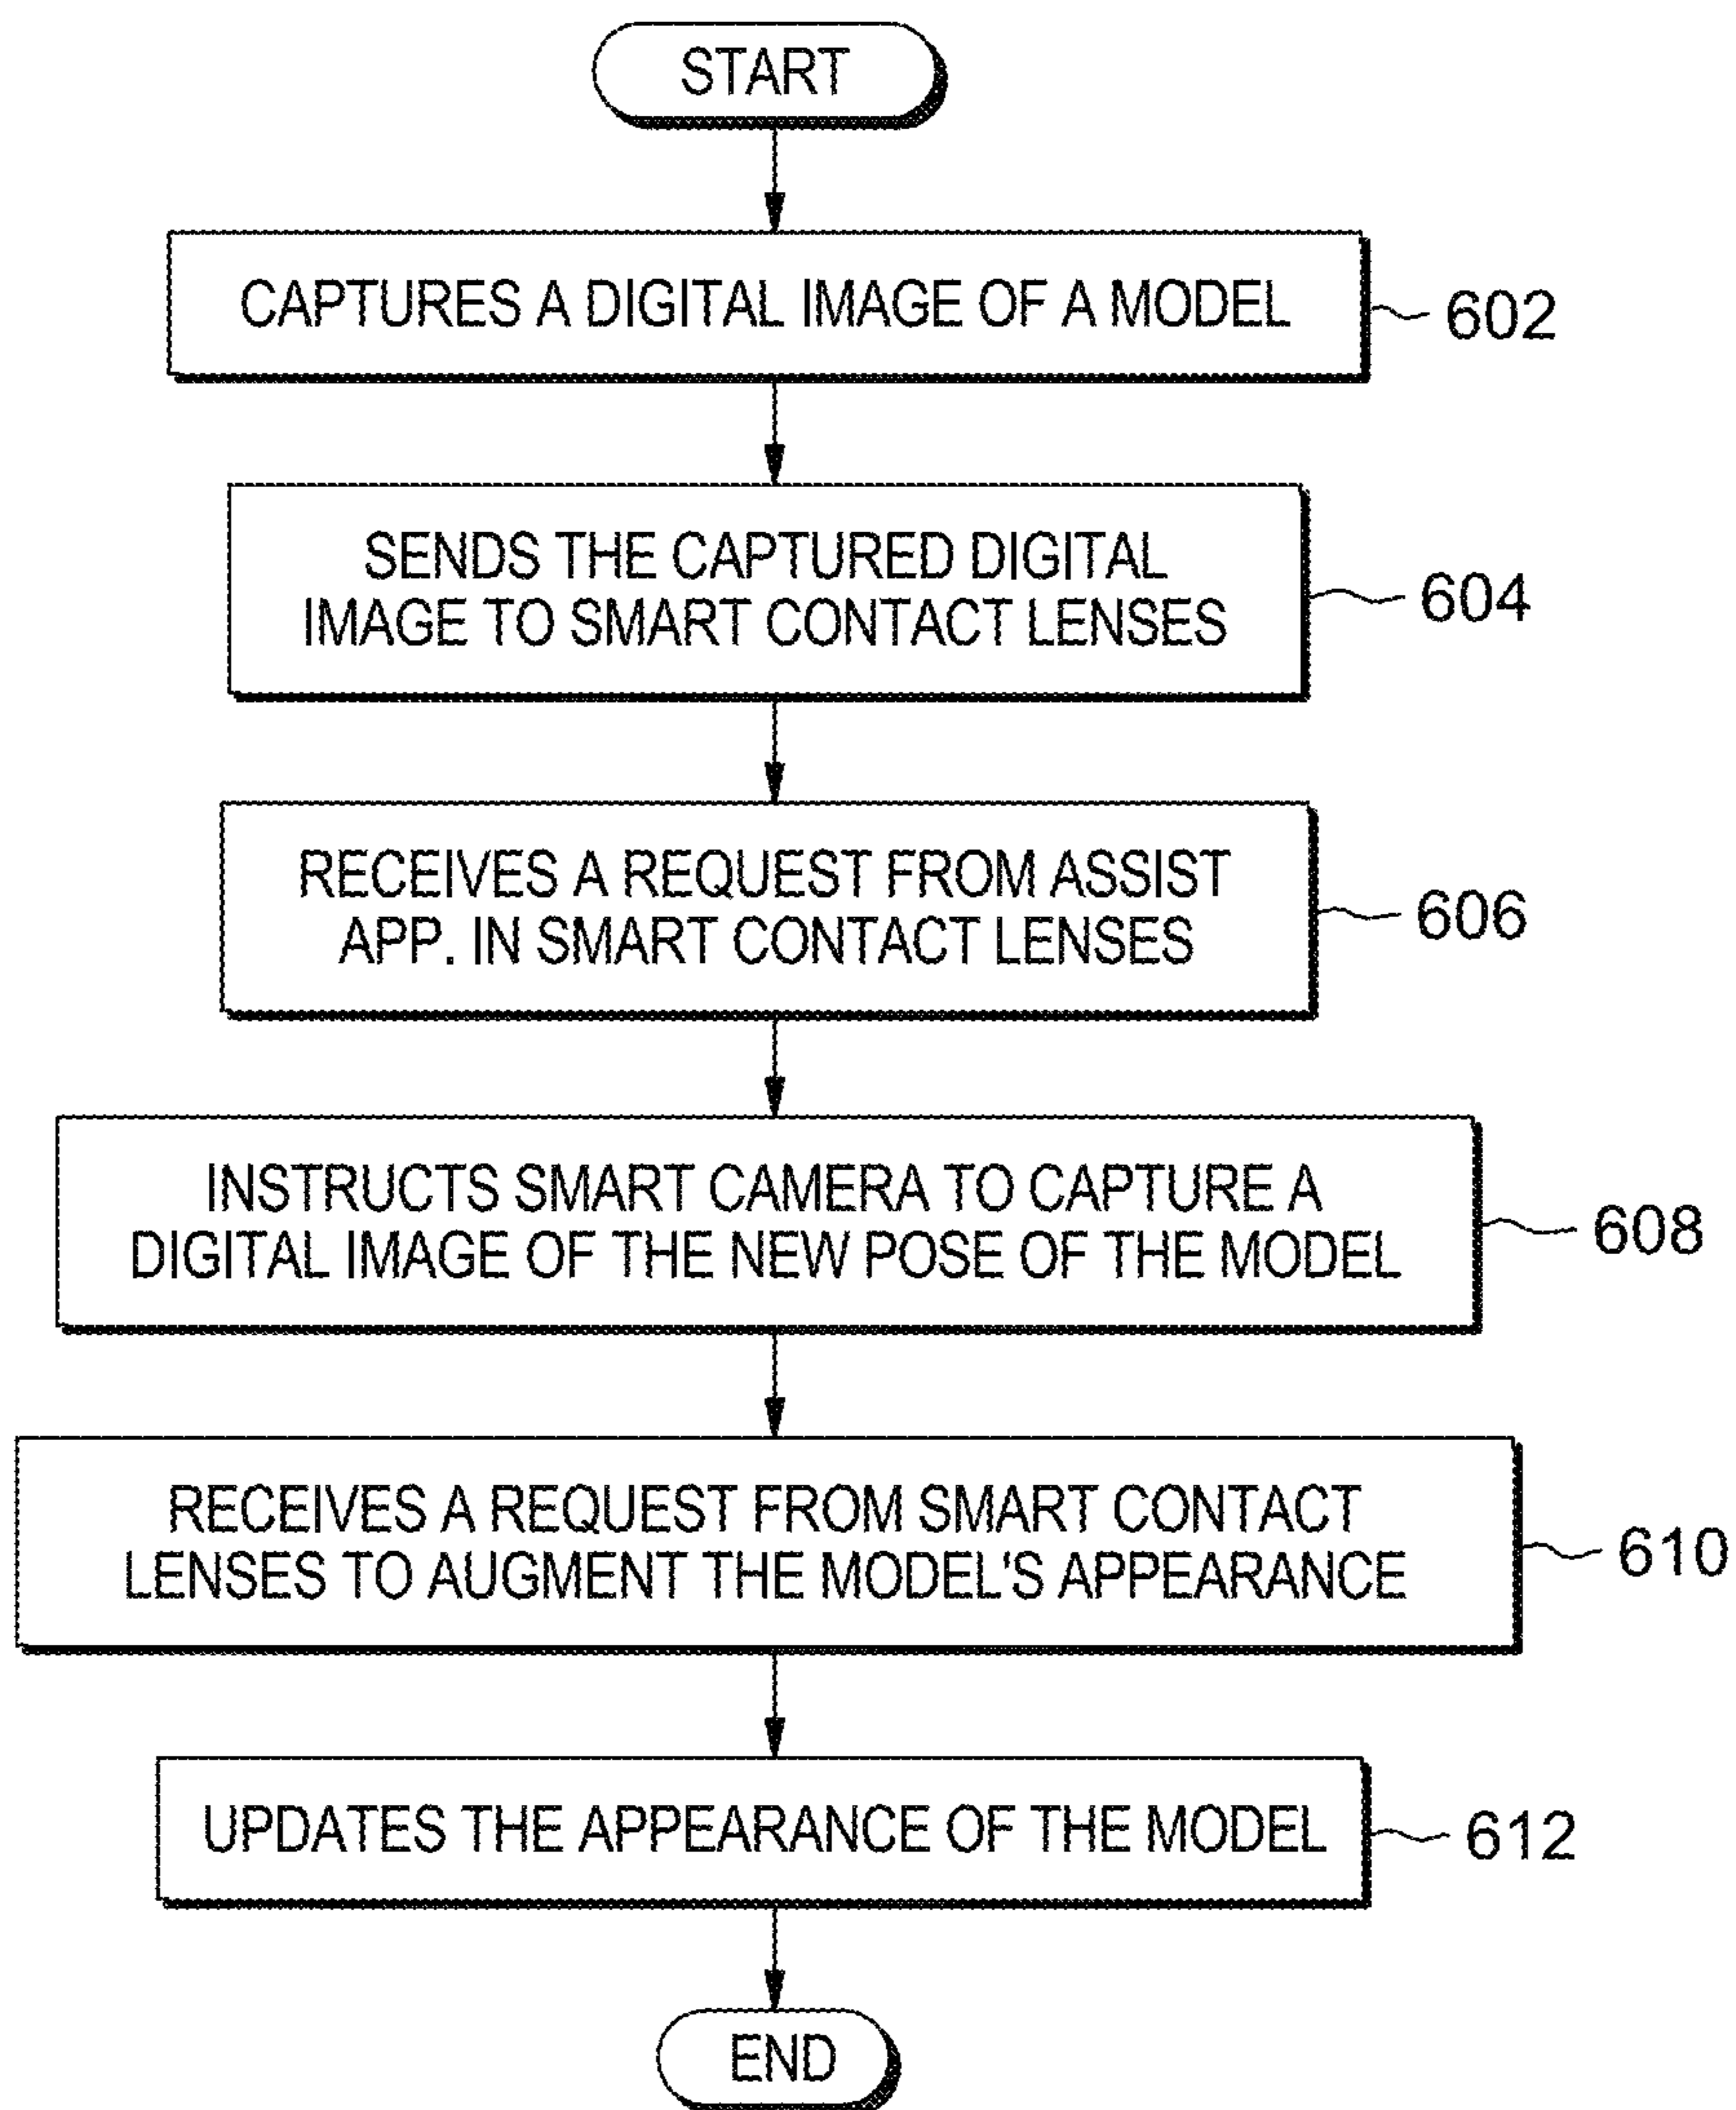 START
CAPTURES A DIGITAL IMAGE OF A MODEL
602
SENDS THE CAPTURED DIGITAL
IMAGE TO SMART CONTACT LENSES
604
RECEIVES A REQUEST FROM ASSIST
APP. IN SMART CONTACT LENSES
606
INSTRUCTS SMART CAMERA TO CAPTURE A
DIGITAL IMAGE OF THE NEW POSE OF THE MODEL
608
RECEIVES A REQUEST FROM SMART CONTACT
LENSES TO AUGMENT THE MODEL'S APPEARANCE
610
UPDATES THE APPEARANCE OF THE MODEL
612
END